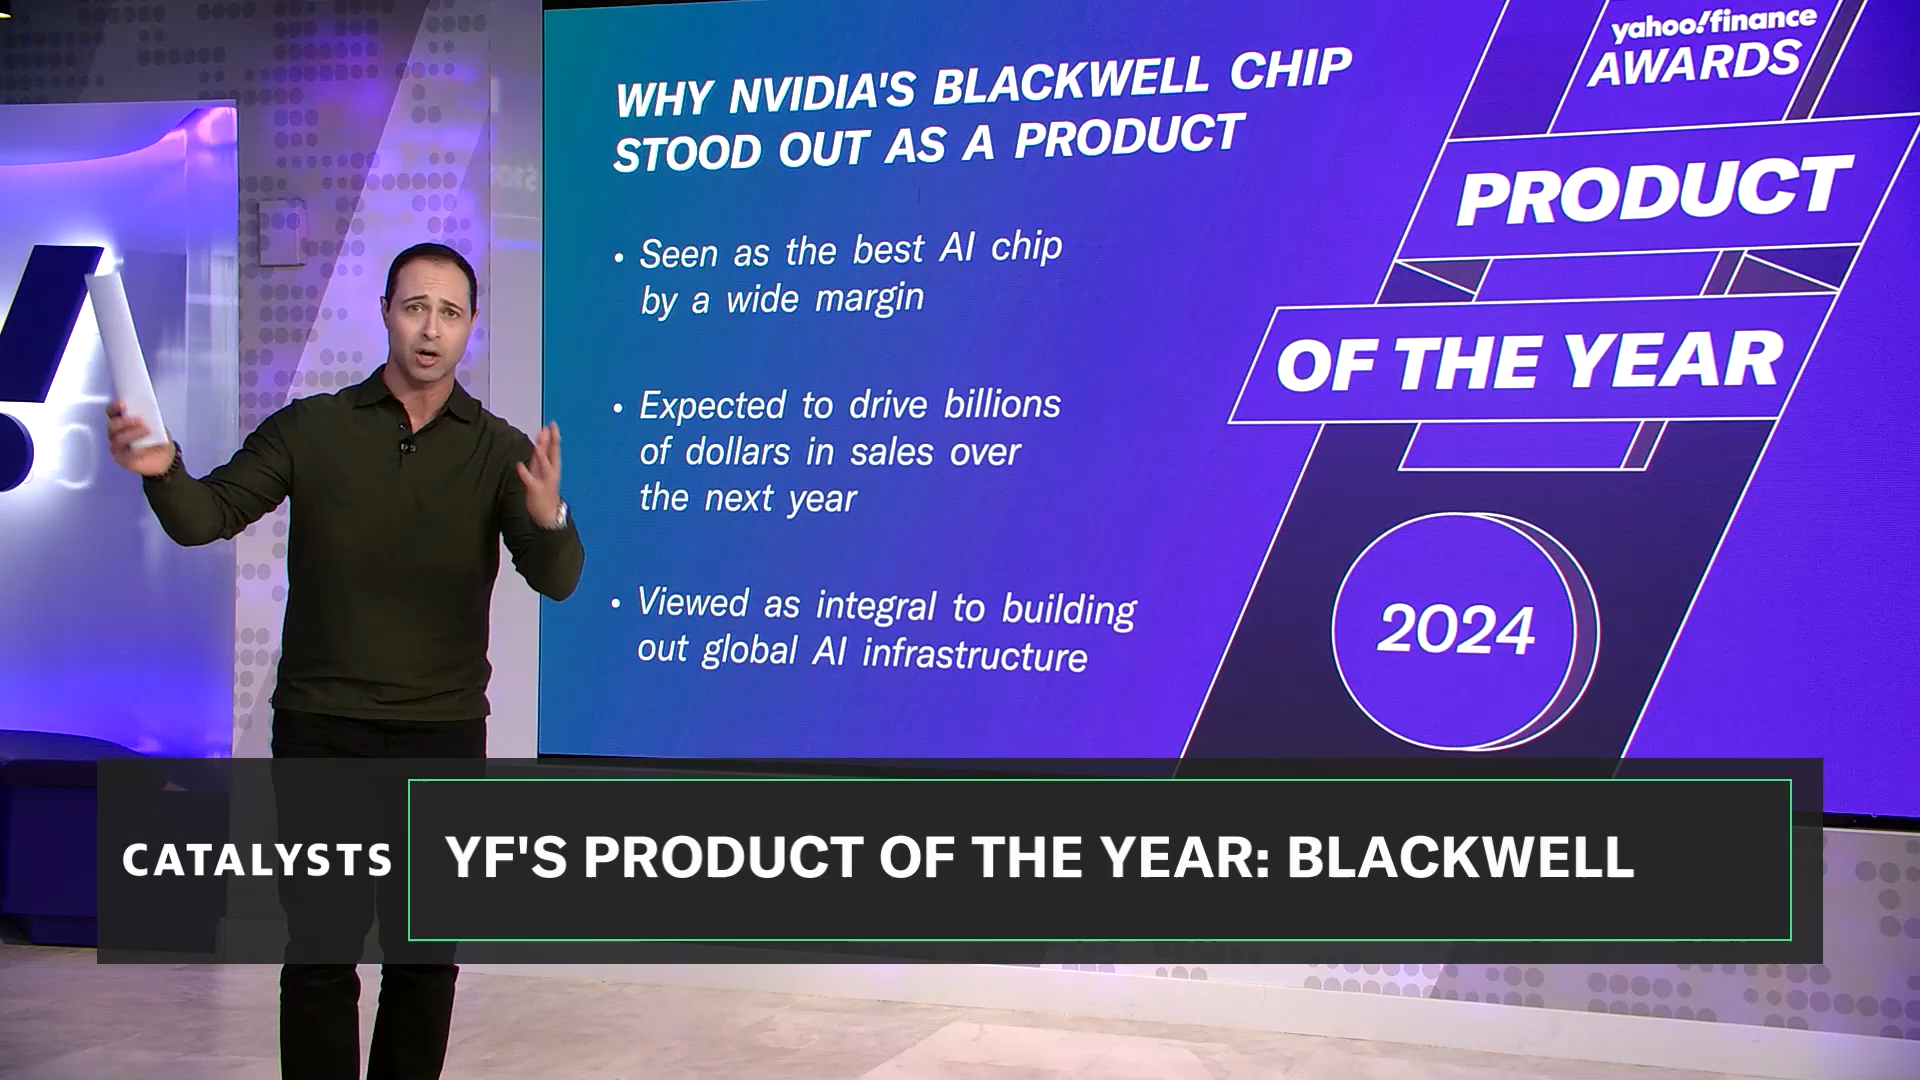 yahoo!finance
AWARDS
WHY NVIDIA'S BLACKWELL CHIP
STOOD OUT AS A PRODUCT
• Seen as the best AI chip
by a wide margin
• Expected to drive billions
of dollars in sales over
the next year
• Viewed as integral to building
out global AI infrastructure
PRODUCT
OF THE YEAR
2024
CATALYSTS
YF'S PRODUCT OF THE YEAR: BLACKWELL